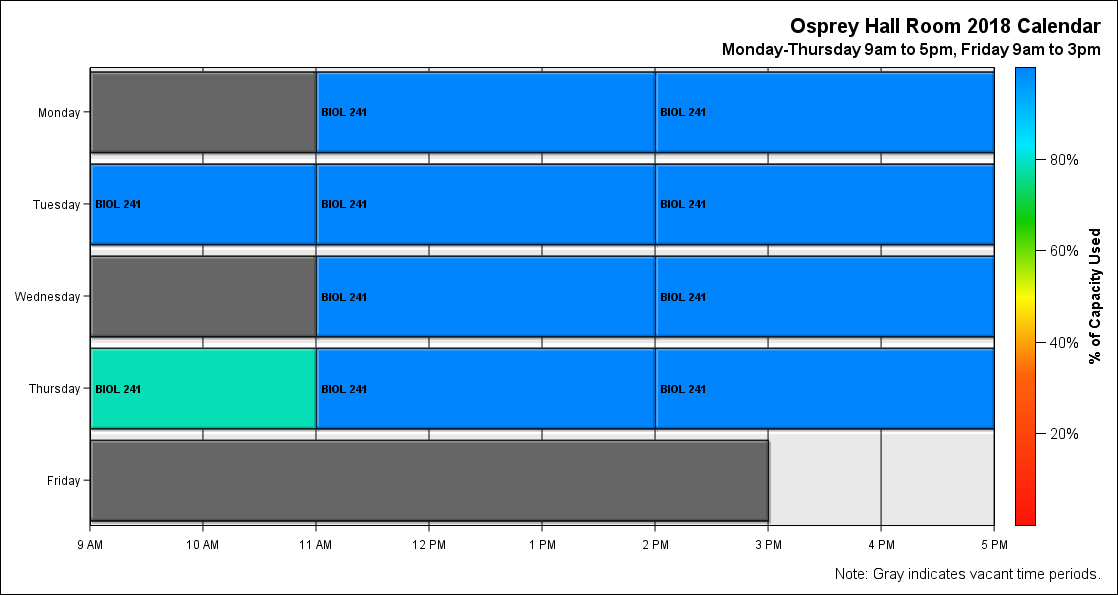 Osprey Hall Room 2018 Calendar
Monday-Thursday 9am to 5pm, Friday 9am to 3pm
Monday
BIOL 241
BIOL 241
Tuesday
BIOL 241
BIOL 241
BIOL 241
Wednesday
BIOL 241
BIOL 241
Thursday
BIOL 241
BIOL 241
BIOL 241
Friday
9 AM
10 AM
11 AM
12 PM
1 PM
2 PM
3 PM
4 PM
5 PM
80%
60%
40%
20%
% of Capacity Used
Note: Gray indicates vacant time periods.